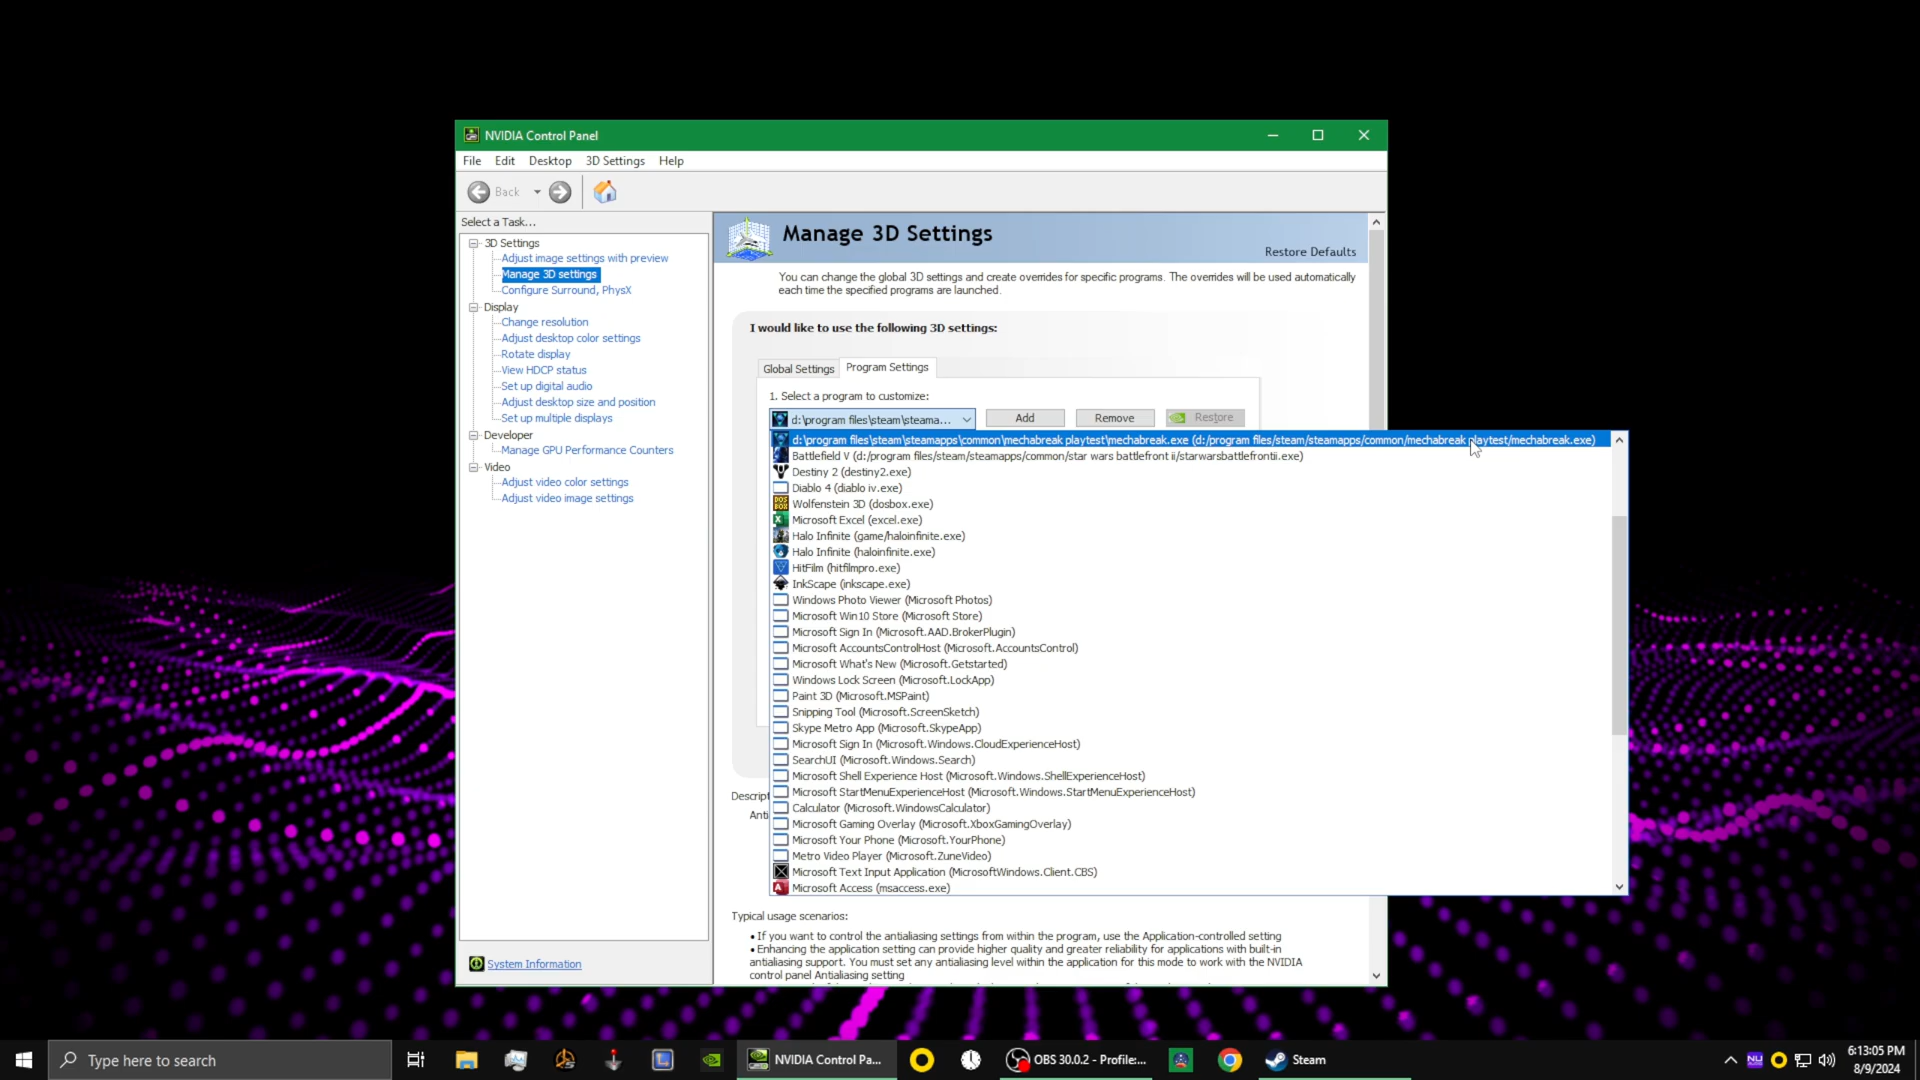 NVIDIA Control Panel
File Edit Desktop 3D Settings Help
Back
Select a Task...
3D Settings
Adjust image settings with preview
Manage 3D settings
Configure Surround, PhysX
Display
Change resolution
Adjust desktop color settings
Rotate display
View HDCP status
Set up digital audio
Adjust desktop size and position
Set up multiple displays
Developer
Manage GPU Performance Counters
Video
Adjust video color settings
Adjust video image settings
System Information
Manage 3D Settings
Restore Defaults
You can change the global 3D settings and create overrides for specific programs. The overrides will be used automatically
each time the specified programs are launched.
I would like to use the following 3D settings:
Global Settings Program Settings
1. Select a program to customize:
d:\program files\steam\steama... Add Remove Restore
d:\program files\steam\steamapps\common\mechabreak playtest\mechabreak.exe (d:/program files/steam/steamapps/common/mechabreak playtest/mechabreak.exe)
Battlefield V (d:/program files/steam/steamapps/common/star wars battlefront ii/starwarsbattlefrontii.exe)
Destiny 2 (destiny2.exe)
Diablo 4 (diablo iv.exe)
DOS BOX
Wolfenstein 3D (dosbox.exe)
Microsoft Excel (excel.exe)
Halo Infinite (game/haloinfinite.exe)
Halo Infinite (haloinfinite.exe)
HitFilm (hitfilmpro.exe)
InkScape (inkscape.exe)
Windows Photo Viewer (Microsoft Photos)
Microsoft Win10 Store (Microsoft Store)
Microsoft Sign In (Microsoft.AAD.BrokerPlugin)
Microsoft AccountsControlHost (Microsoft.AccountsControl)
Microsoft What's New (Microsoft.Getstarted)
Windows Lock Screen (Microsoft.LockApp)
Paint 3D (Microsoft.MSPaint)
Snipping Tool (Microsoft.ScreenSketch)
Skype Metro App (Microsoft.SkypeApp)
Microsoft Sign In (Microsoft.Windows.CloudExperienceHost)
SearchUI (Microsoft.Windows.Search)
Microsoft Shell Experience Host (Microsoft.Windows.ShellExperienceHost)
Microsoft StartMenuExperienceHost (Microsoft.Windows.StartMenuExperienceHost)
Calculator (Microsoft.WindowsCalculator)
Microsoft Gaming Overlay (Microsoft.XboxGamingOverlay)
Microsoft Your Phone (Microsoft.YourPhone)
Metro Video Player (Microsoft.ZuneVideo)
Microsoft Text Input Application (MicrosoftWindows.Client.CBS)
Microsoft Access (msaccess.exe)
Descript
Anti
Typical usage scenarios:
• If you want to control the antialiasing settings from within the program, use the Application-controlled setting
• Enhancing the application setting can provide higher quality and greater reliability for applications with built-in
antialiasing support. You must set any antialiasing level within the application for this mode to work with the NVIDIA
control panel Antialiasing setting
Type here to search
NVIDIA Control Pa...
OBS 30.0.2 - Profile:...
Steam
NU
6:13:05 PM
8/9/2024